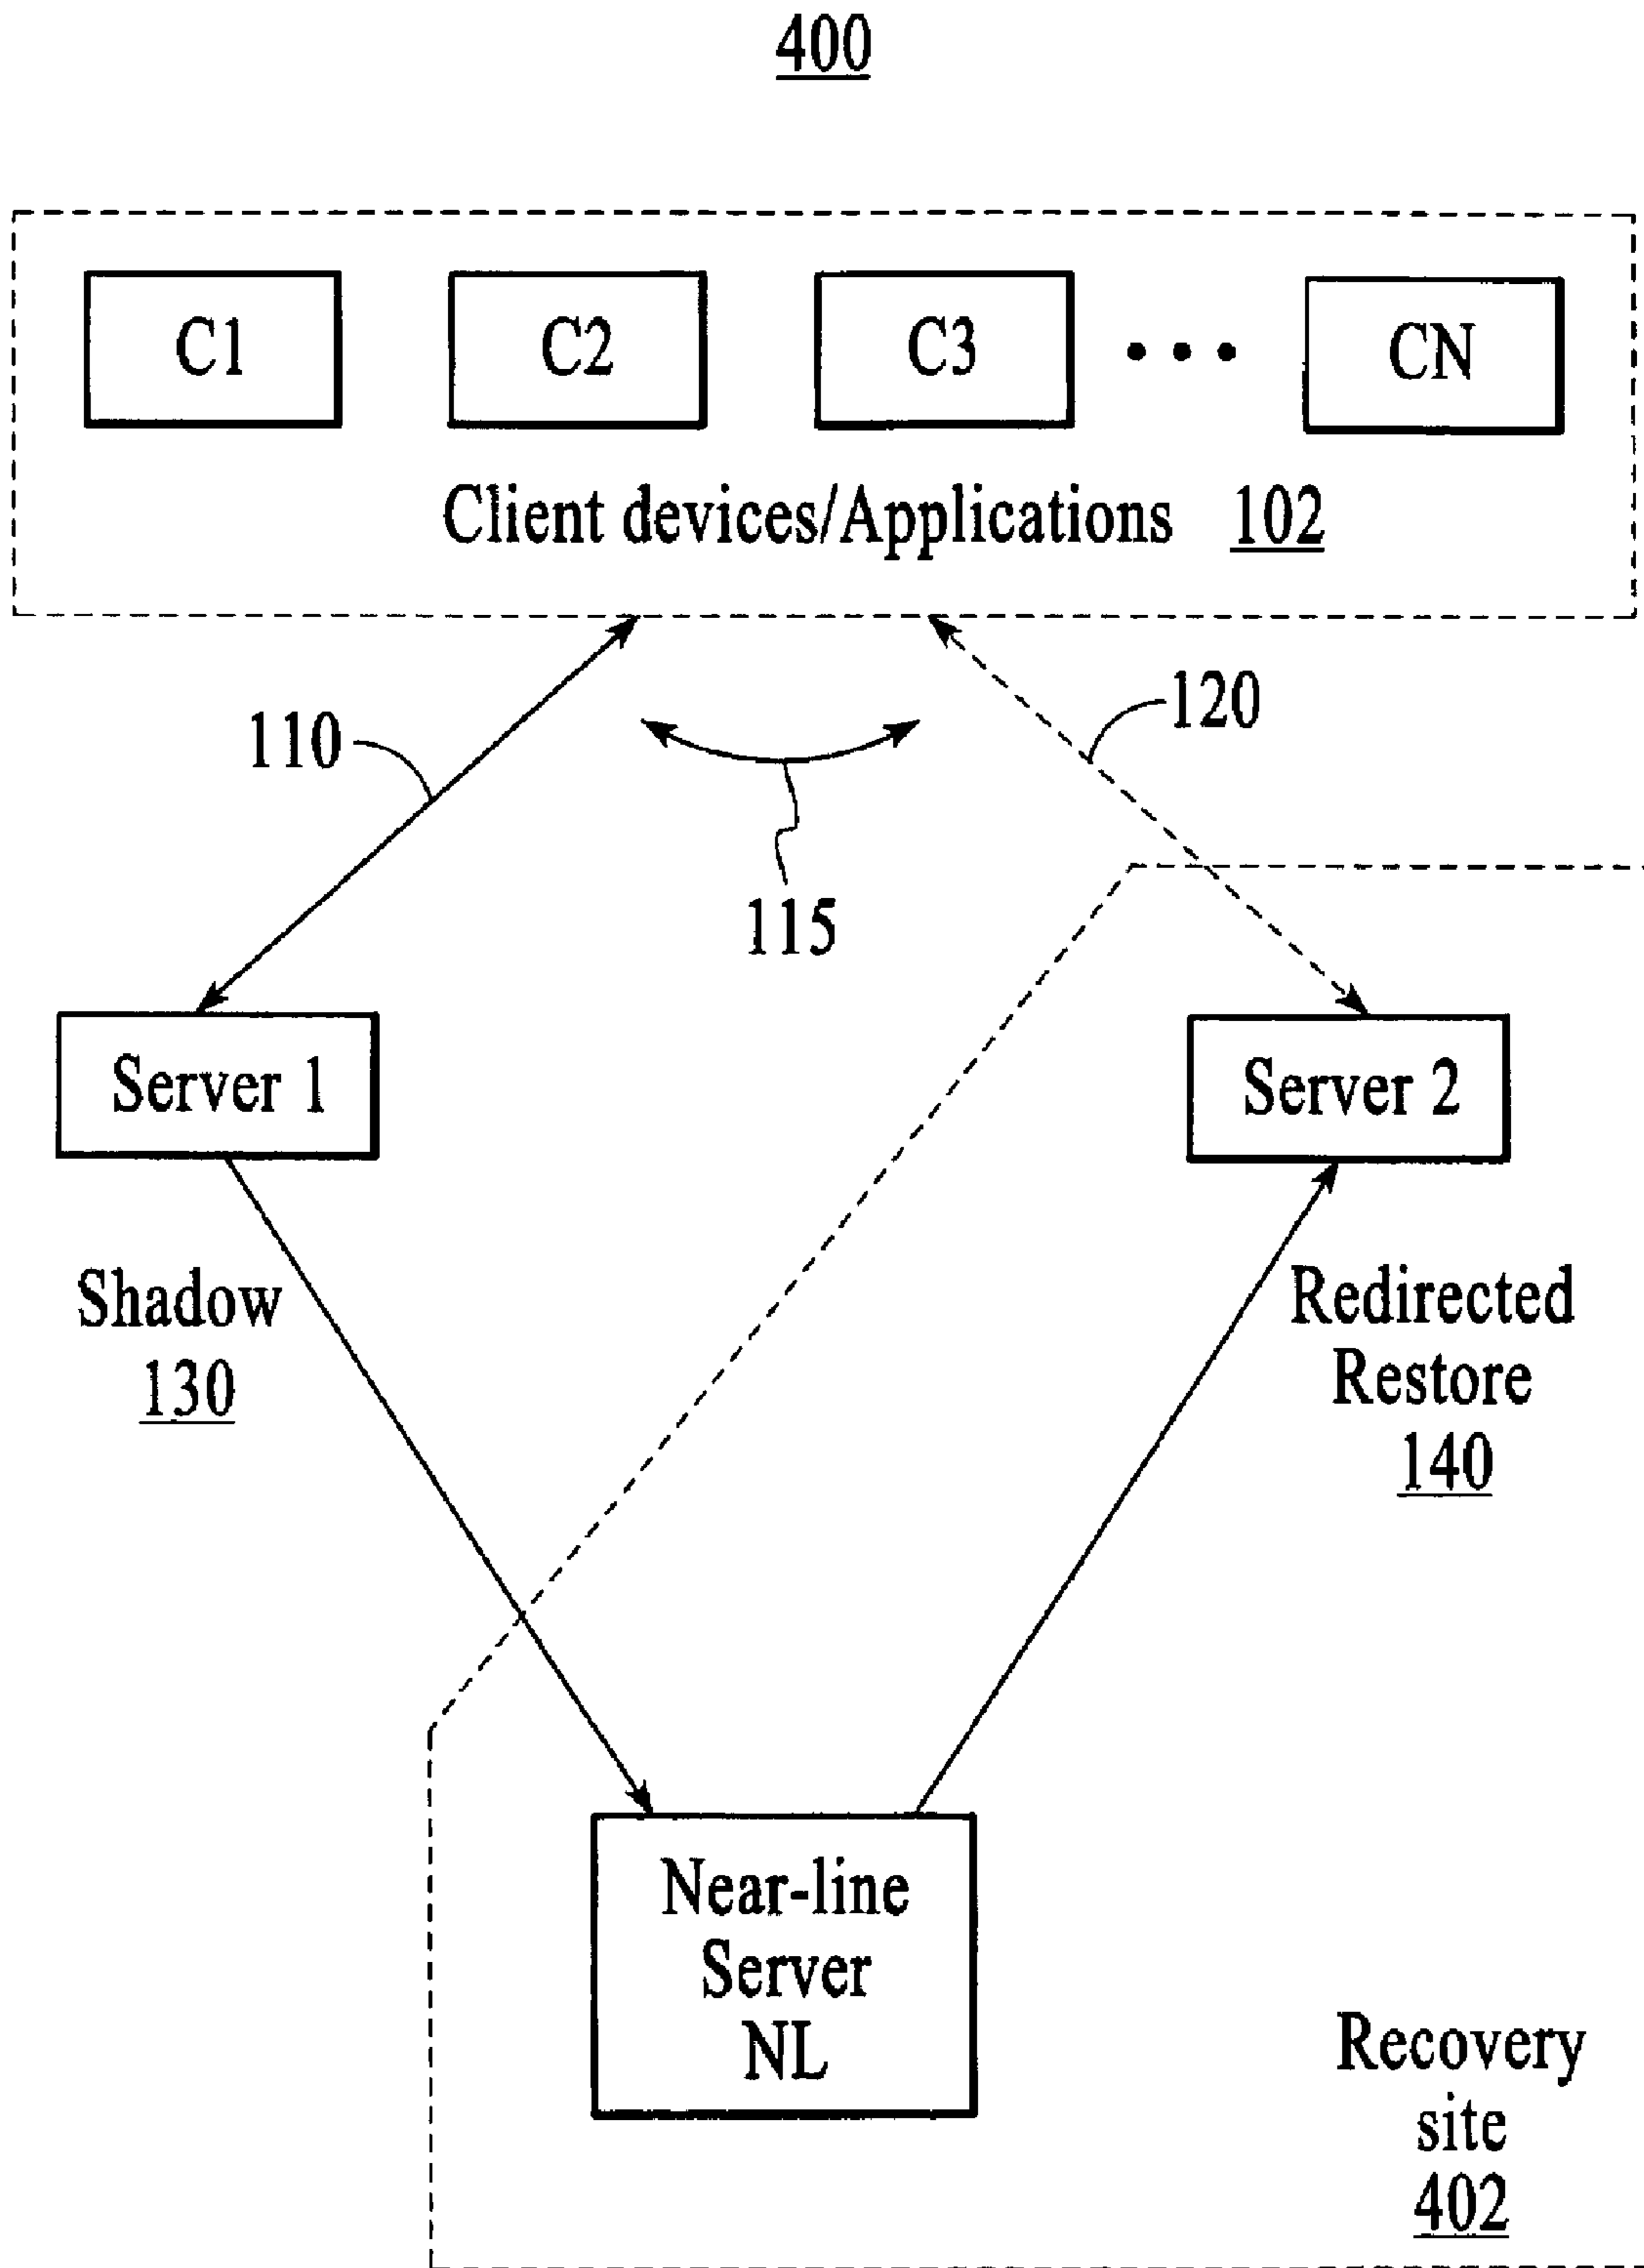 400
C1
C2
C3
• • •
CN
Client devices/Applications 102
110
120
115
Server 1
Server 2
Shadow
130
Redirected
Restore
140
Near-line
Server
NL
Recovery
site
402